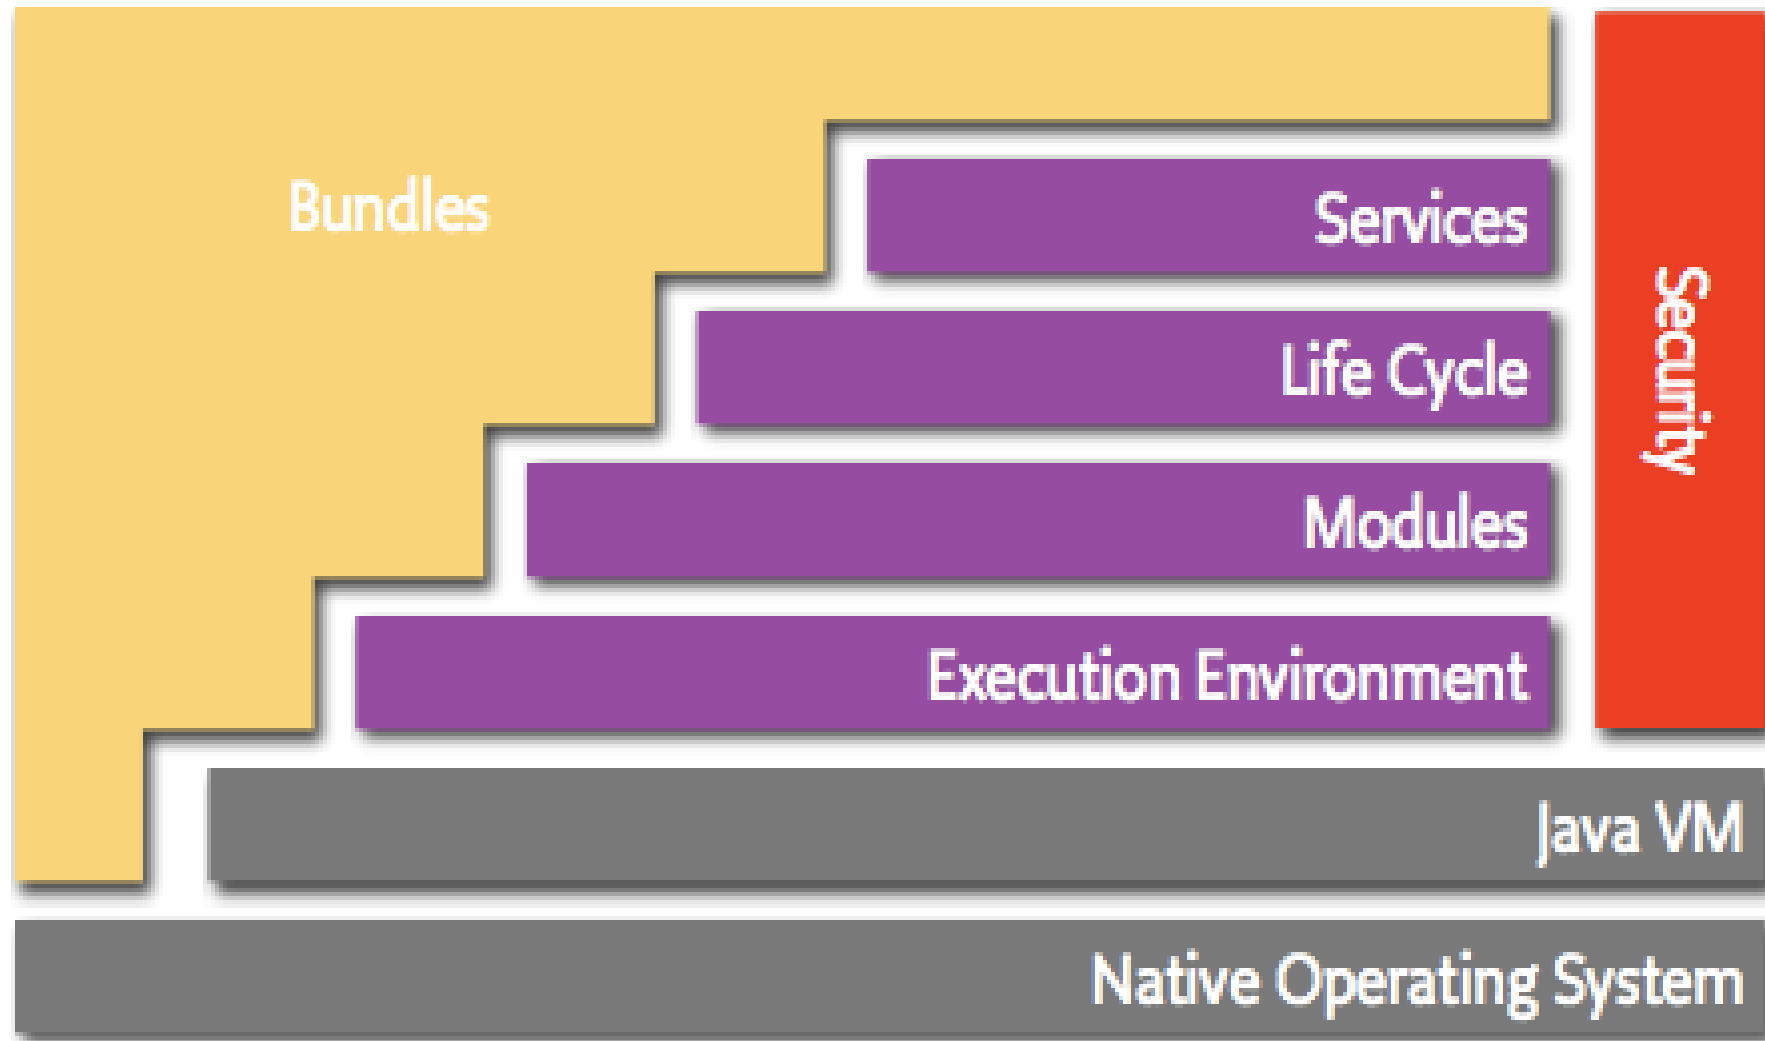 Bundles
Services
Life Cycle
Modules
Execution Environment
Security
Java VM
Native Operating System